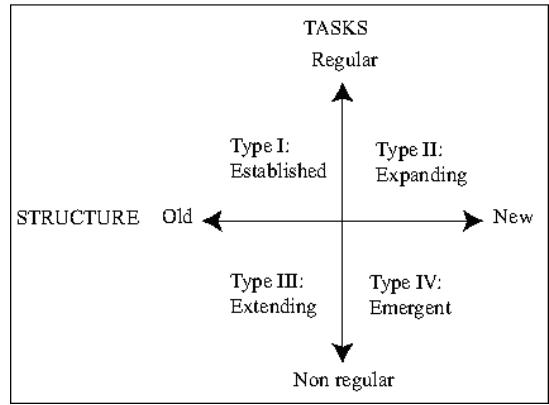 TASKS
Regular
Type I:
Established
Type II:
Expanding
STRUCTURE Old
New
Type III:
Extending
Type IV:
Emergent
Non regular